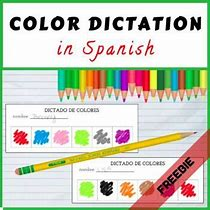 COLOR DICTATION
in Spanish
DICTADO DE COLORES
nombre
DICTADO DE COLORES
nombre
FREEBIE